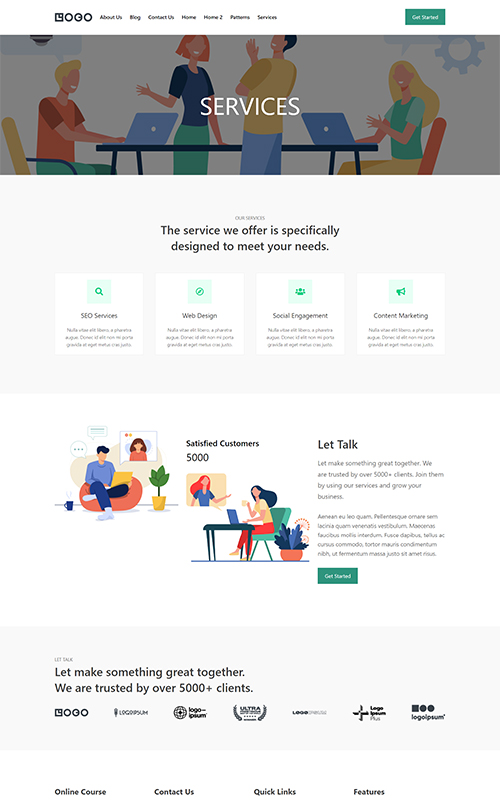 LOGO About Us Blog Contact Us Home Home 2 Patterns Services Get Started
SERVICES
OUR SERVICES
The service we offer is specifically
designed to meet your needs.
SEO Services
Nulla vitae elit libero, a pharetra
augue. Donec id elit non mi porta
gravida at eget metus cras justo.
Web Design
Nulla vitae elit libero, a pharetra
augue. Donec id elit non mi porta
gravida at eget metus cras justo.
Social Engagement
Nulla vitae elit libero, a pharetra
augue. Donec id elit non mi porta
gravida at eget metus cras justo.
Content Marketing
Nulla vitae elit libero, a pharetra
augue. Donec id elit non mi porta
gravida at eget metus cras justo.
Satisfied Customers
5000
Let Talk
Let make something great together. We
are trusted by over 5000+ clients. Join them
by using our services and grow your
business.
Aenean eu leo quam. Pellentesque ornare sem
lacinia quam venenatis vestibulum. Maecenas
faucibus mollis interdum. Fusce dapibus, tellus ac
cursus commodo, tortor mauris condimentum
nibh, ut fermentum massa justo sit amet risus.
Get Started
LET TALK
Let make something great together.
We are trusted by over 5000+ clients.
LOGO
LOGOIPSUM
logo-
ipsum
ULTRA
LOGOIPSUM
Logo
Ipsum
Plus
logoipsum
Online Course Contact Us Quick Links Features